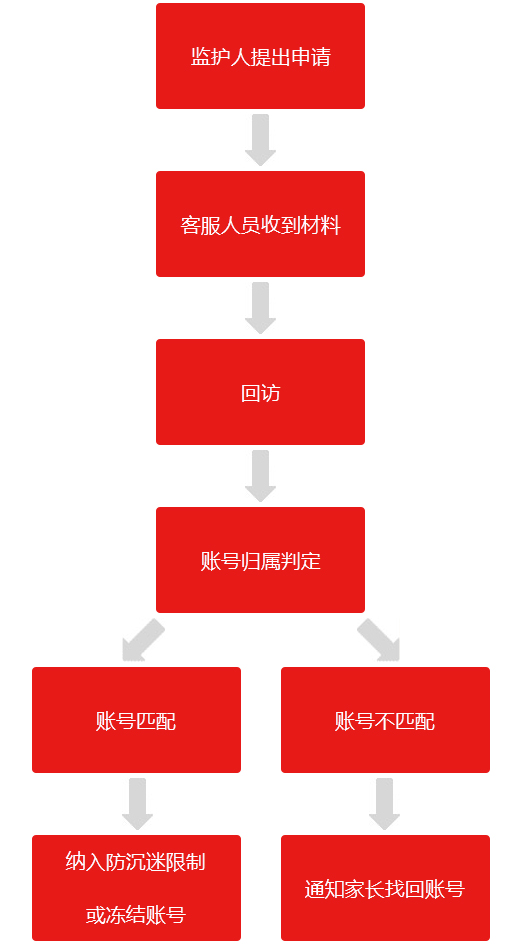 监护人提出申请
客服人员收到材料
回访
账号归属判定
账号匹配
账号不匹配
纳入防沉迷限制
或冻结账号
通知家长找回账号